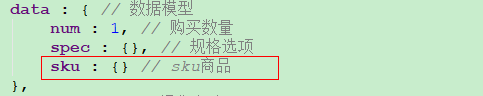 data : { // 数据模型
num : 1, // 购买数量
spec : {}, // 规格选项
sku : {} // sku商品
},